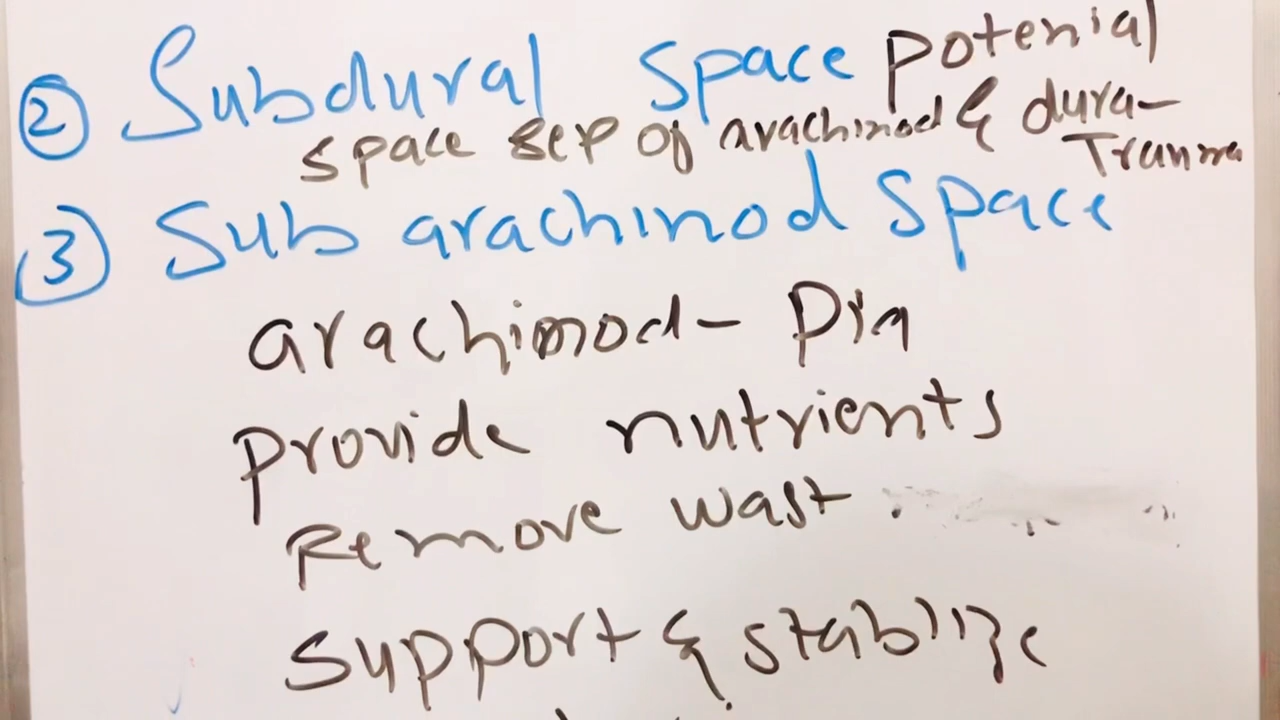 ② Subdural space potenial
space sep of arachinod & dura-
Trauma
③ Sub arachinod space
arachinod - Pia
provide nutrients
Remove wast
support & stablize